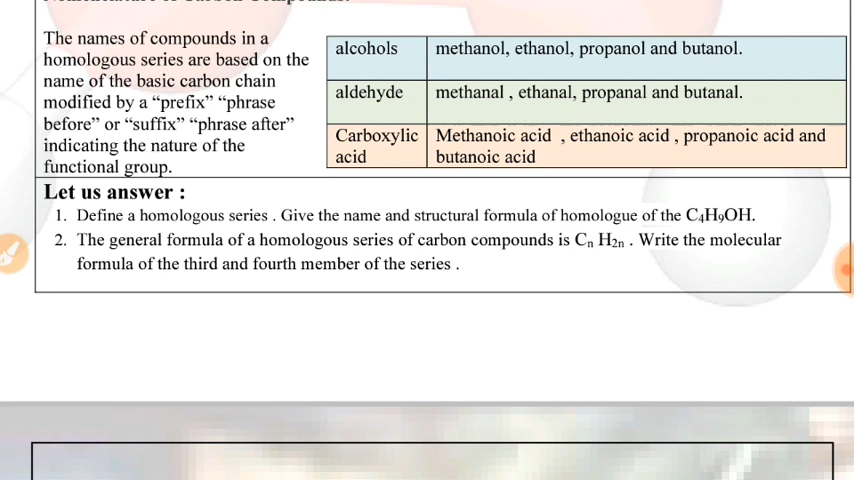 The names of compounds in a
homologous series are based on the
name of the basic carbon chain
modified by a “prefix” “phrase
before” or “suffix” “phrase after”
indicating the nature of the
functional group.
alcohols methanol, ethanol, propanol and butanol.
aldehyde methanal , ethanal, propanal and butanal.
Carboxylic acid Methanoic acid , ethanoic acid , propanoic acid and
butanoic acid
Let us answer :
1. Define a homologous series . Give the name and structural formula of homologue of the C₄H₉OH.
2. The general formula of a homologous series of carbon compounds is Cₙ H₂ₙ . Write the molecular
formula of the third and fourth member of the series .